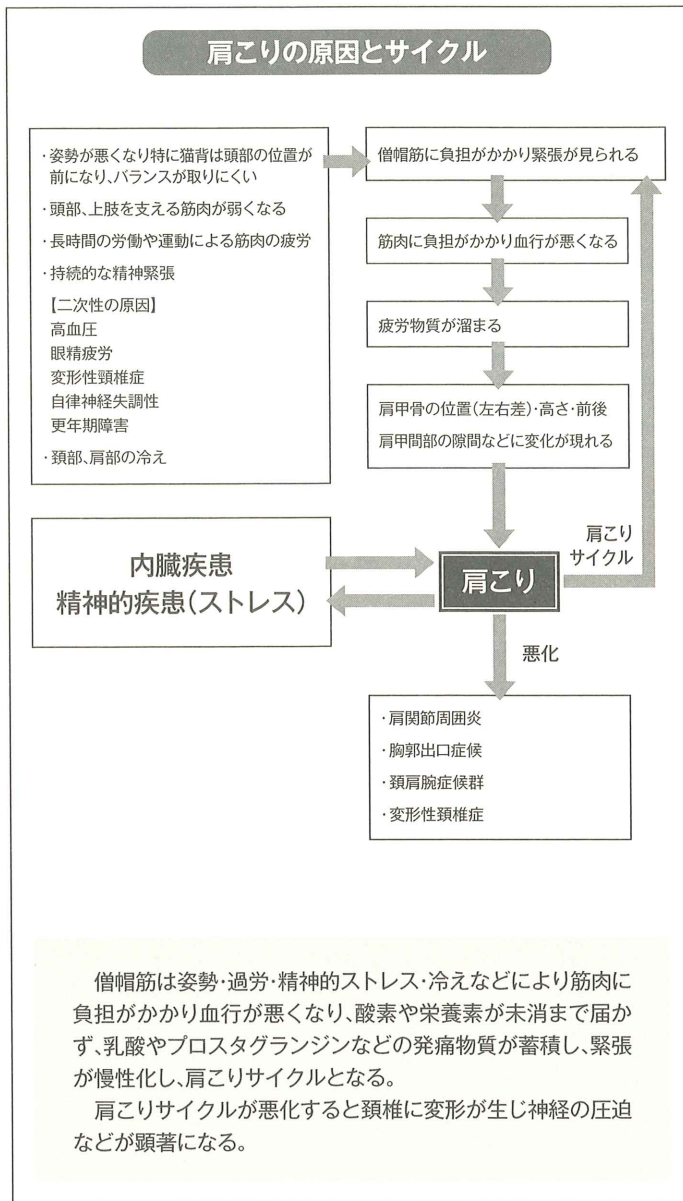 肩こりの原因とサイクル
・姿勢が悪くなり特に猫背は頭部の位置が
前になり、バランスが取りにくい
・頭部、上肢を支える筋肉が弱くなる
・長時間の労働や運動による筋肉の疲労
・持続的な精神緊張
【二次性の原因】
高血圧
眼精疲労
変形性頸椎症
自律神経失調性
更年期障害
・頚部、肩部の冷え
僧帽筋に負担がかかり緊張が見られる
筋肉に負担がかかり血行が悪くなる
疲労物質が溜まる
肩甲骨の位置(左右差)・高さ・前後
肩甲間部の隙間などに変化が現れる
内臓疾患
精神的疾患(ストレス)
肩こり
肩こり
サイクル
悪化
・肩関節周囲炎
・胸郭出口症候
・頚肩腕症候群
・変形性頚椎症
僧帽筋は姿勢・過労・精神的ストレス・冷えなどにより筋肉に
負担がかかり血行が悪くなり、酸素や栄養素が未消まで届か
ず、乳酸やプロスタグランジンなどの発痛物質が蓄積し、緊張
が慢性化し、肩こりサイクルとなる。
肩こりサイクルが悪化すると頚椎に変形が生じ神経の圧迫
などが顕著になる。